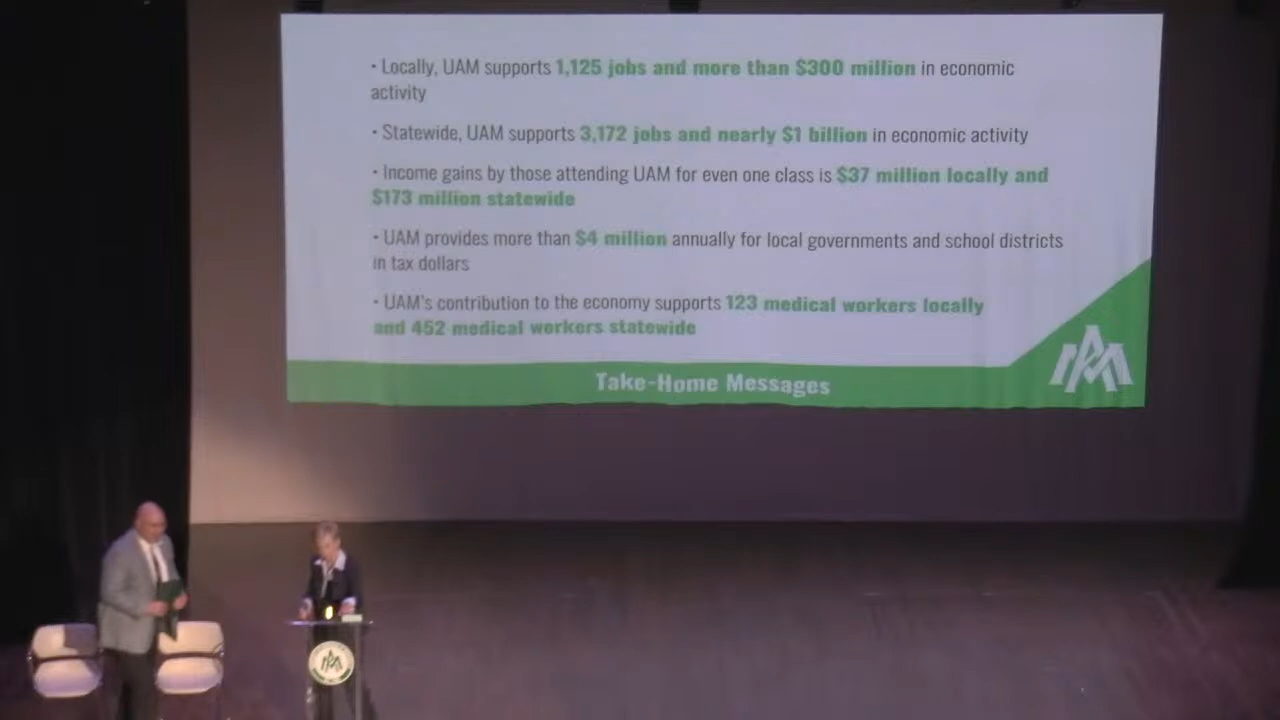 • Locally, UAM supports 1,125 jobs and more than $300 million in economic
activity
• Statewide, UAM supports 3,172 jobs and nearly $1 billion in economic activity
• Income gains by those attending UAM for even one class is $37 million locally and
$173 million statewide
• UAM provides more than $4 million annually for local governments and school districts
in tax dollars
• UAM's contribution to the economy supports 123 medical workers locally
and 452 medical workers statewide
Take-Home Messages